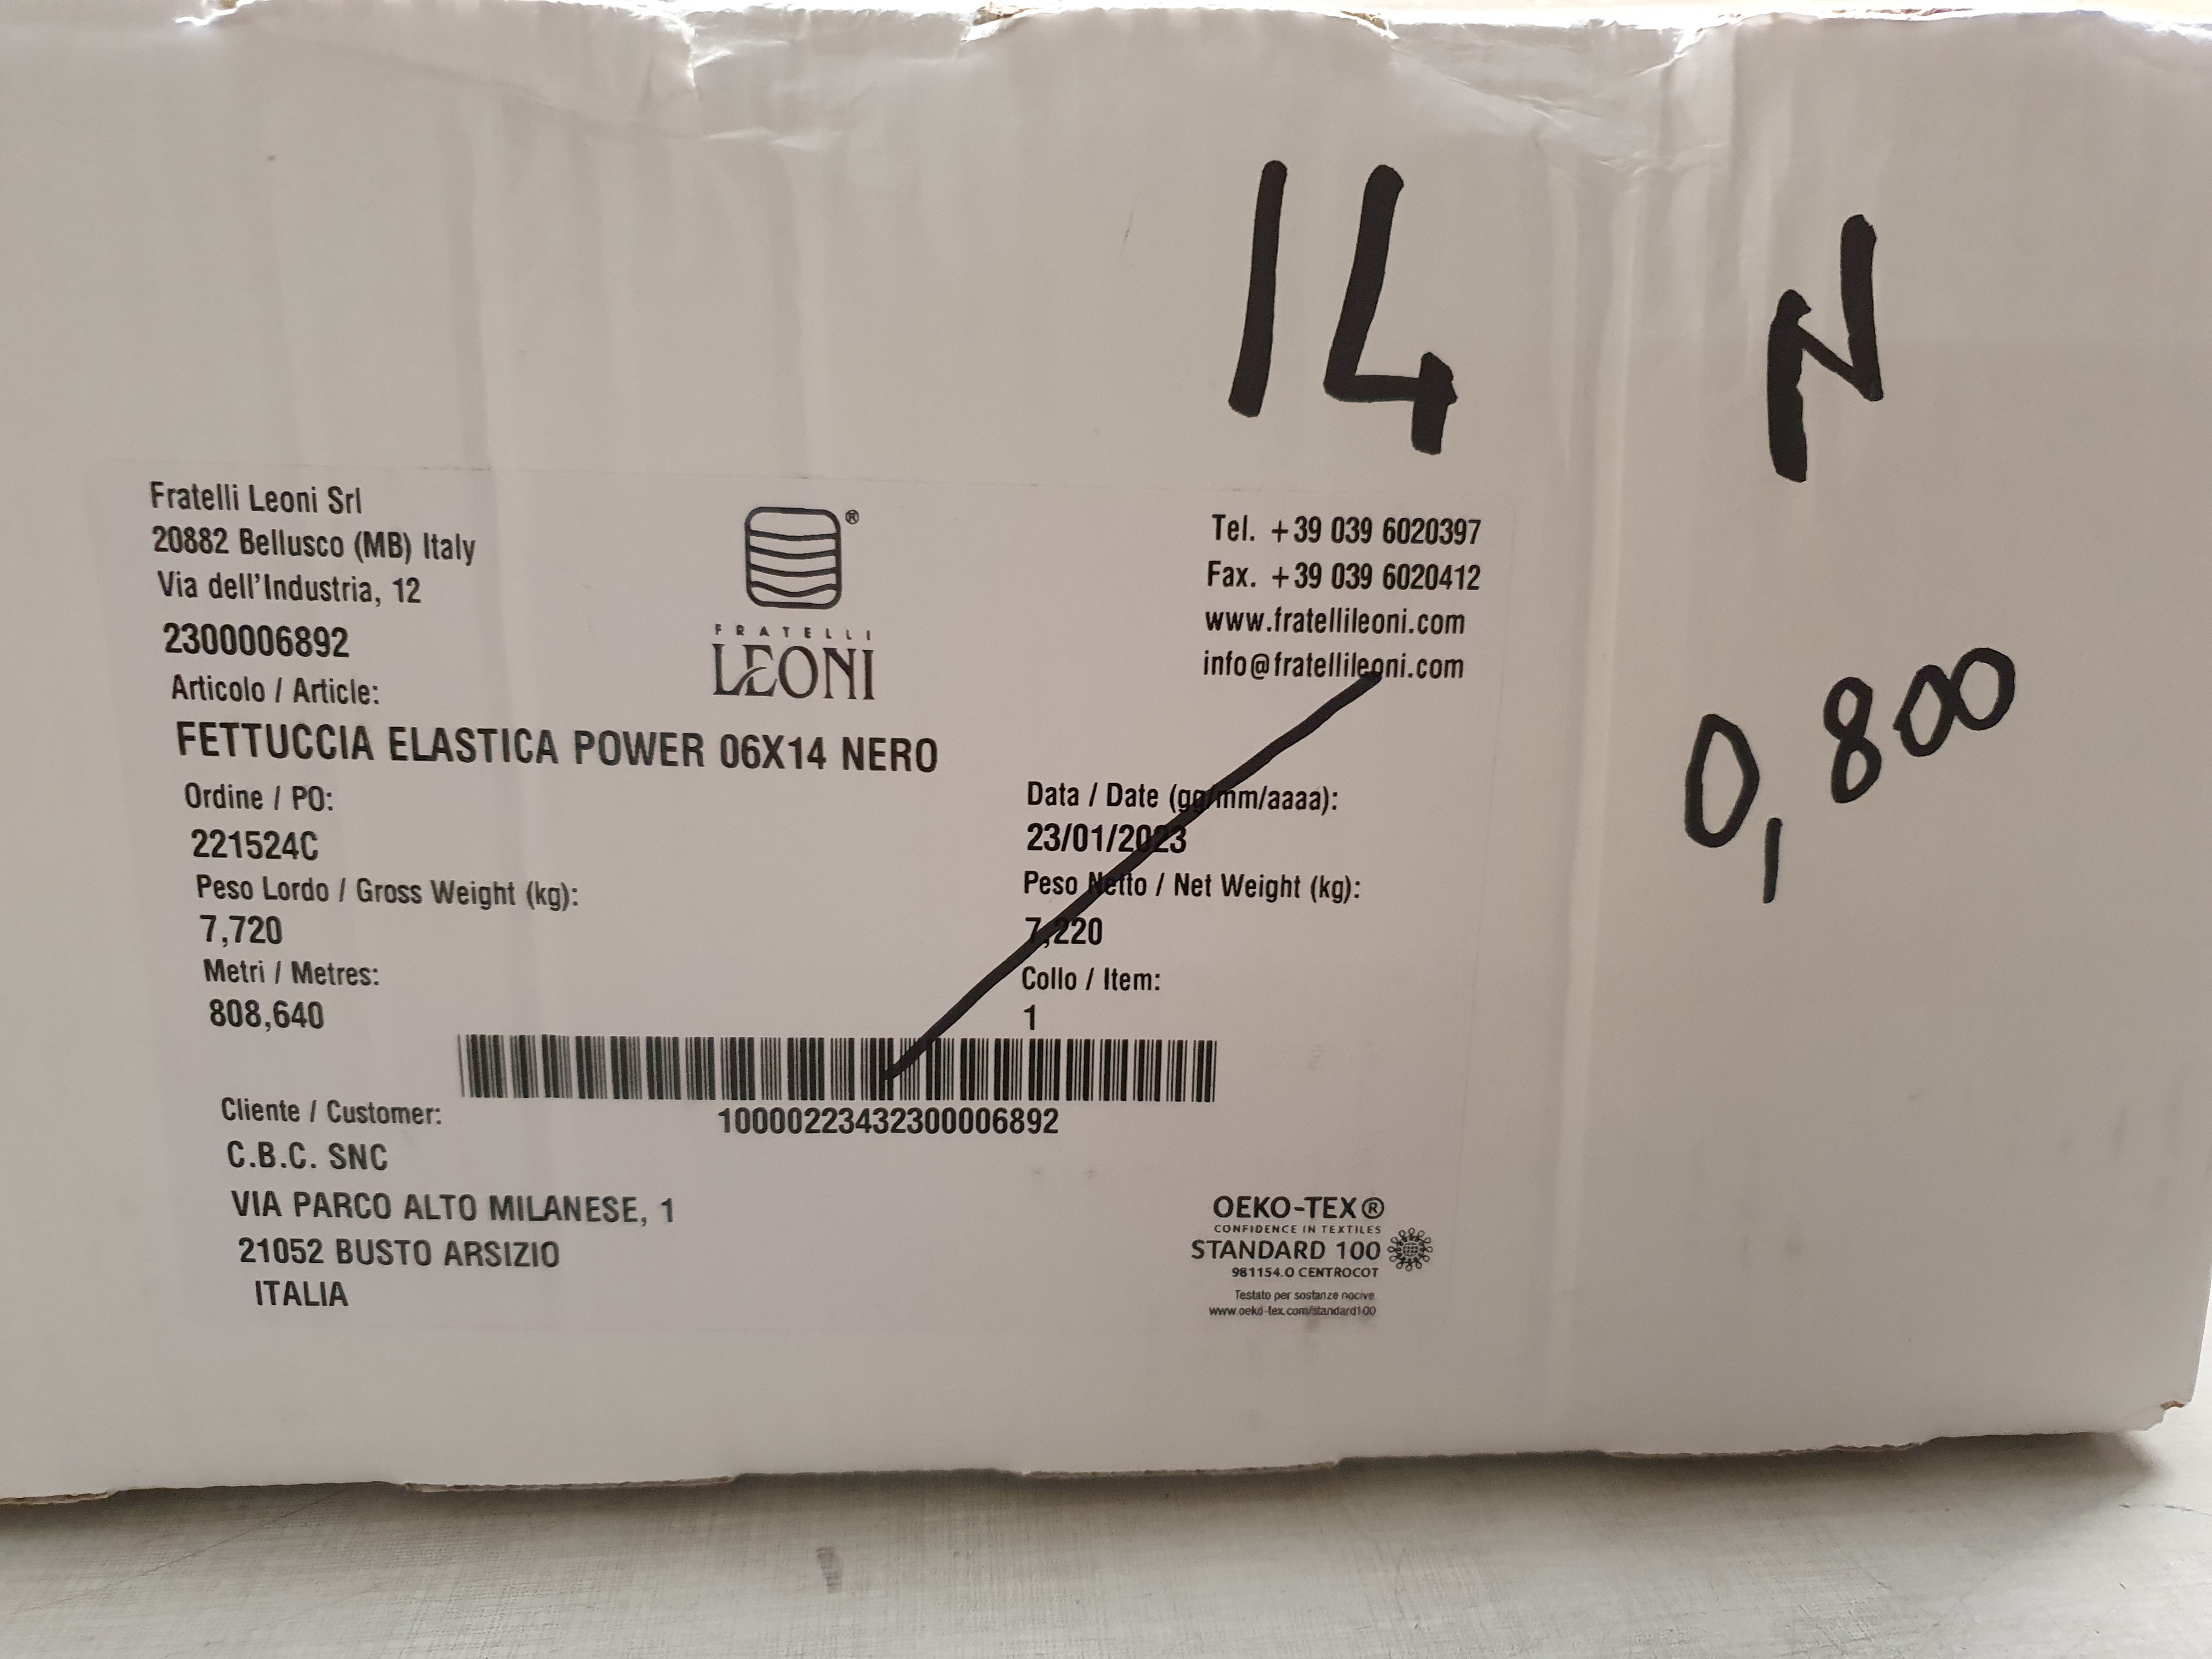 14 N
0,800
Fratelli Leoni Srl
20882 Bellusco (MB) Italy
Via dell'Industria, 12
2300006892
®
FRATELLI
LEONI
Tel. +39 039 6020397
Fax. +39 039 6020412
www.fratellileoni.com
info@fratellileoni.com
Articolo / Article:
FETTUCCIA ELASTICA POWER 06X14 NERO
Ordine / PO:
221524C
Data / Date (gg/mm/aaaa):
23/01/2023
Peso Lordo / Gross Weight (kg):
7,720
Peso Netto / Net Weight (kg):
7,220
Metri / Metres:
808,640
Collo / Item:
1
10000223432300006892
Cliente / Customer:
C.B.C. SNC
VIA PARCO ALTO MILANESE, 1
21052 BUSTO ARSIZIO
ITALIA
OEKO-TEX®
CONFIDENCE IN TEXTILES
STANDARD 100
981154.O CENTROCOT
Testato per sostanze nocive
www.oeko-tex.com/standard100